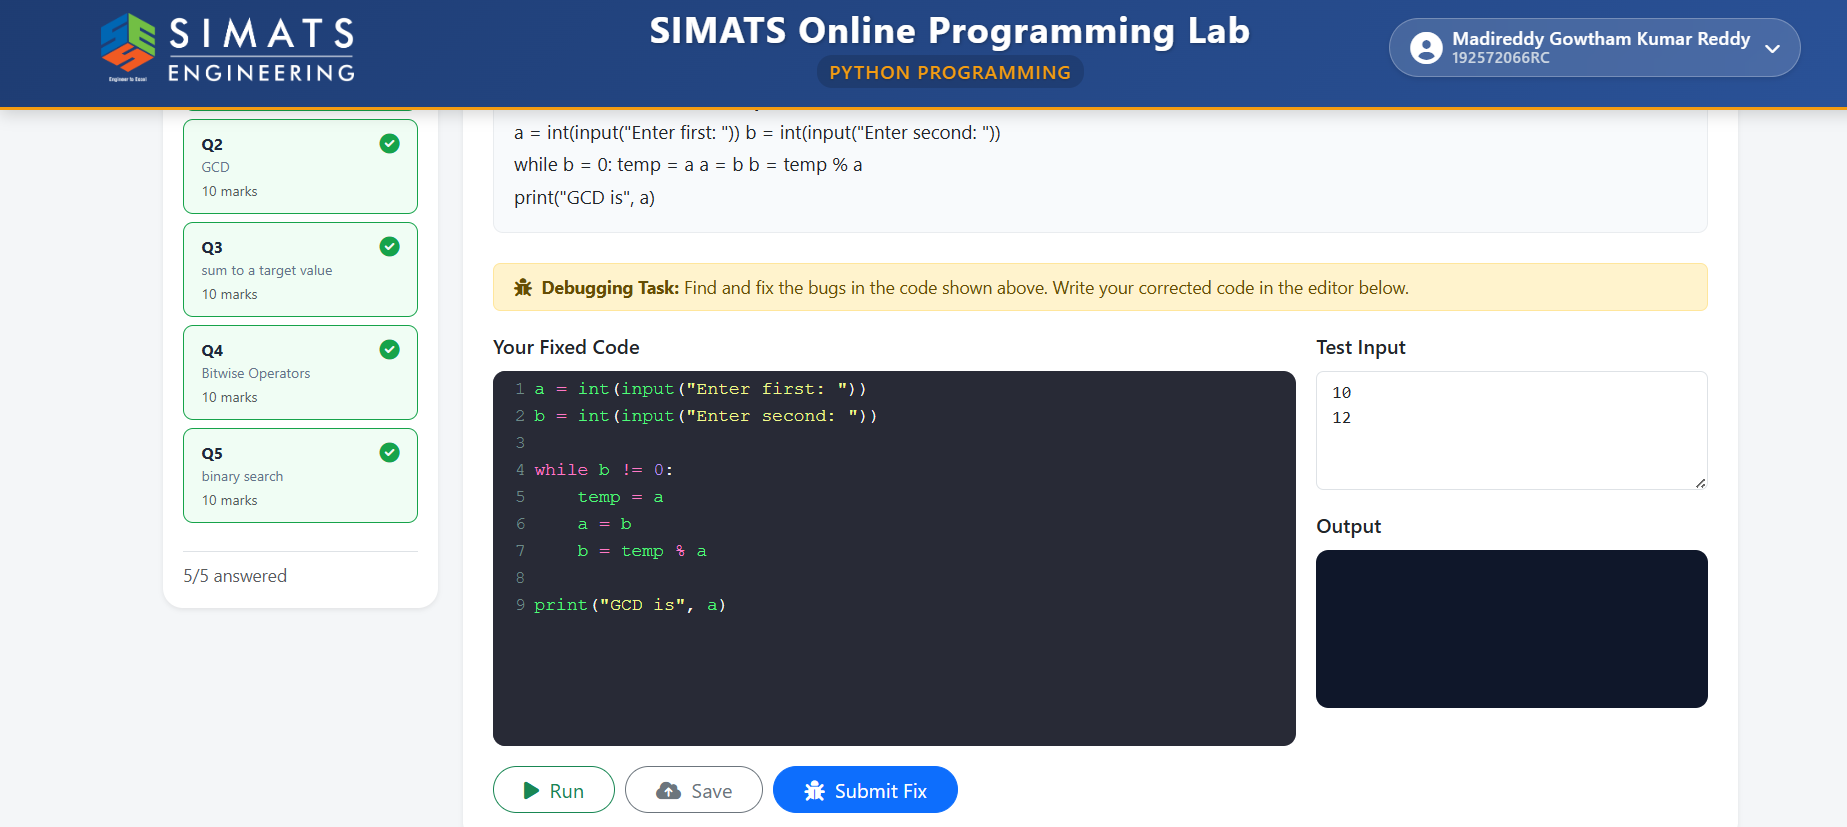 SIMATS
ENGINEERING
Engineer to Excel
SIMATS Online Programming Lab
PYTHON PROGRAMMING
Madireddy Gowtham Kumar Reddy
192572066RC
Q2
GCD
10 marks
Q3
sum to a target value
10 marks
Q4
Bitwise Operators
10 marks
Q5
binary search
10 marks
5/5 answered
a = int(input("Enter first: ")) b = int(input("Enter second: "))
while b = 0: temp = a a = b b = temp % a
print("GCD is", a)
Debugging Task: Find and fix the bugs in the code shown above. Write your corrected code in the editor below.
Your Fixed Code
1 a = int(input("Enter first: "))
2 b = int(input("Enter second: "))
3
4 while b != 0:
5     temp = a
6     a = b
7     b = temp % a
8
9 print("GCD is", a)
Test Input
10
12
Output
Run
Save
Submit Fix